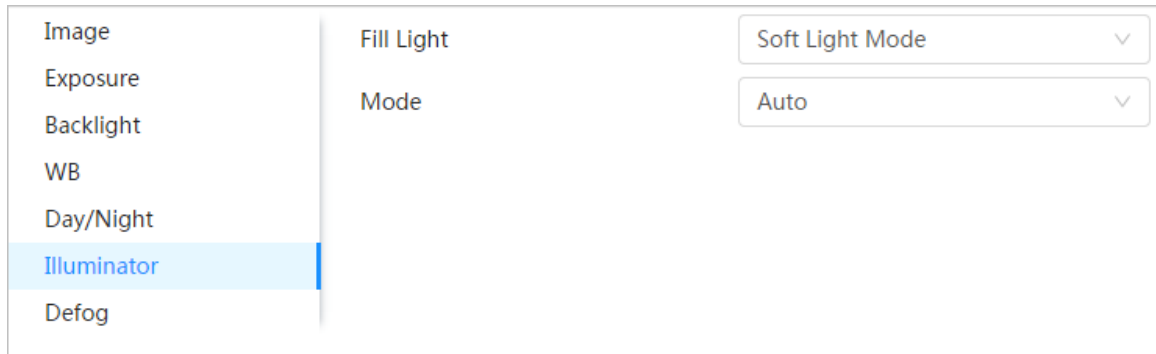 Image
Exposure
Backlight
WB
Day/Night
Illuminator
Defog
Fill Light
Soft Light Mode
Mode
Auto